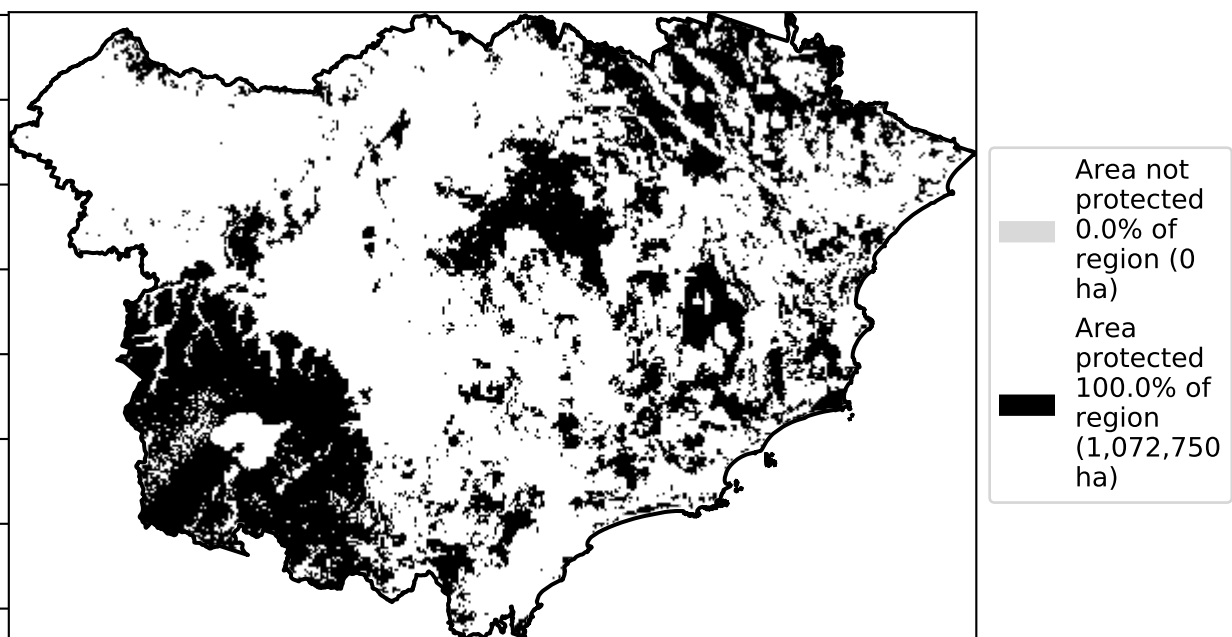 Area not
protected
0.0% of
region (0
ha)
Area
protected
100.0% of
region
(1,072,750
ha)